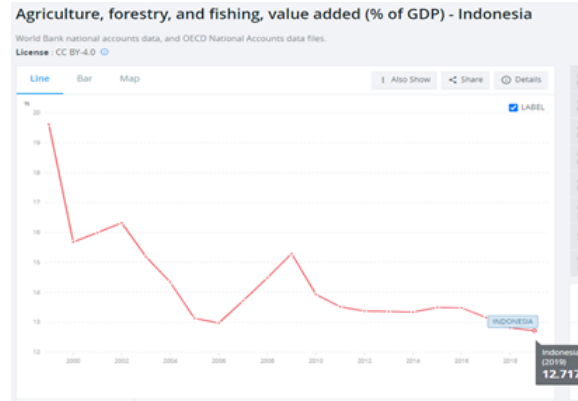 Agriculture, forestry, and fishing, value added (% of GDP) - Indonesia
World Bank national accounts data, and OECD National Accounts data files.
License : CC BY-4.0
Line Bar Map
Also Show Share Details
%
LABEL
20
19
18
17
16
15
14
13
12
INDONESIA
2000 2002 2004 2006 2008 2010 2012 2014 2016 2018
Indonesia
(2019)
12.717